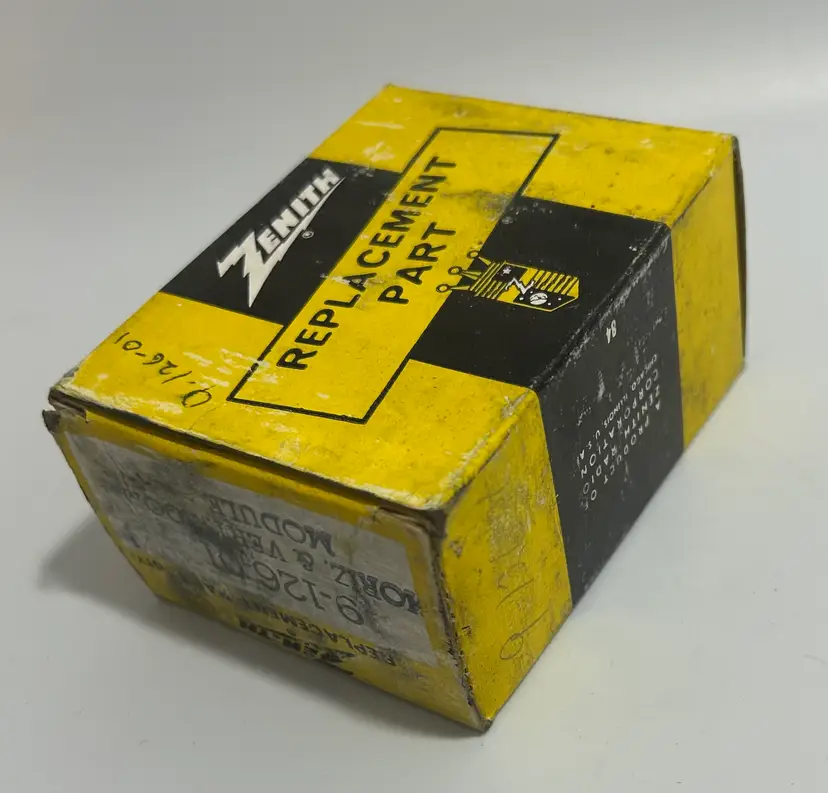 ZENITH
®
REPLACEMENT
PART
9.126-01
84
A PRODUCT OF
ZENITH RADIO
CORPORATION
CHICAGO, ILLINOIS, U.S.A.
HORIZ. &
MODULE
9-126-01
REPLACEMENT
ZENITH